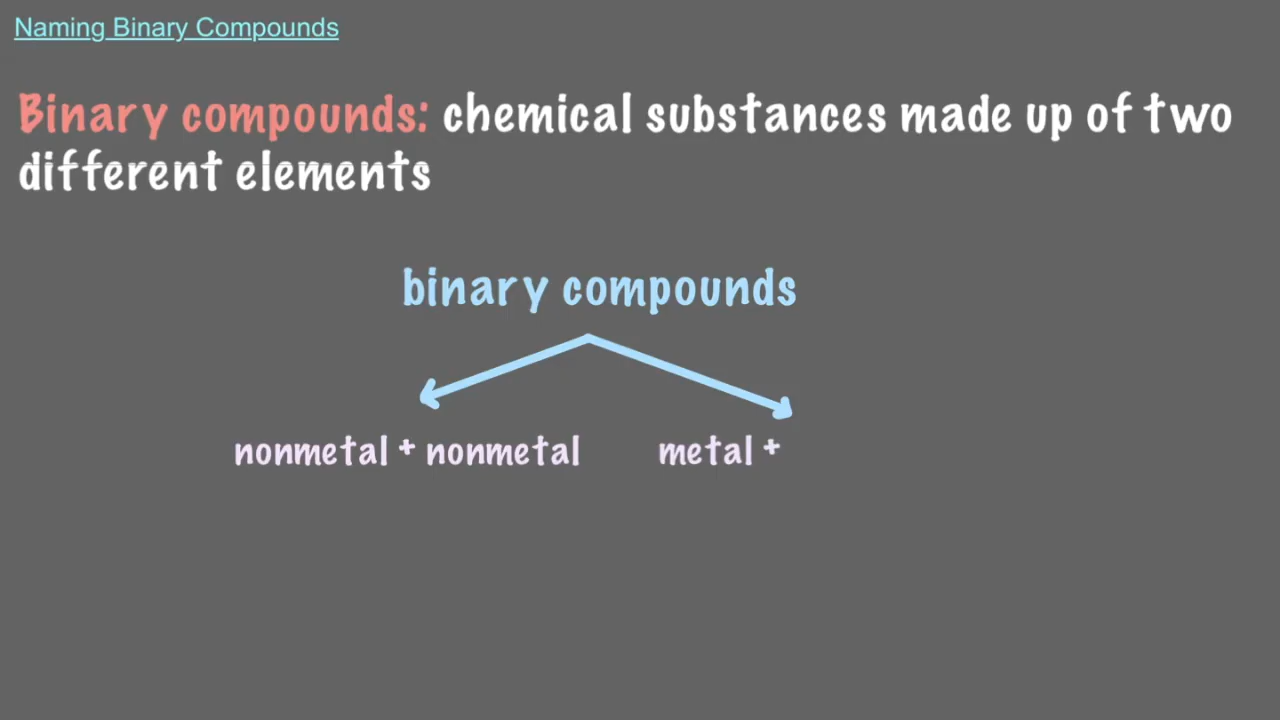 Naming Binary Compounds
Binary compounds: chemical substances made up of two
different elements
binary compounds
nonmetal + nonmetal
metal +